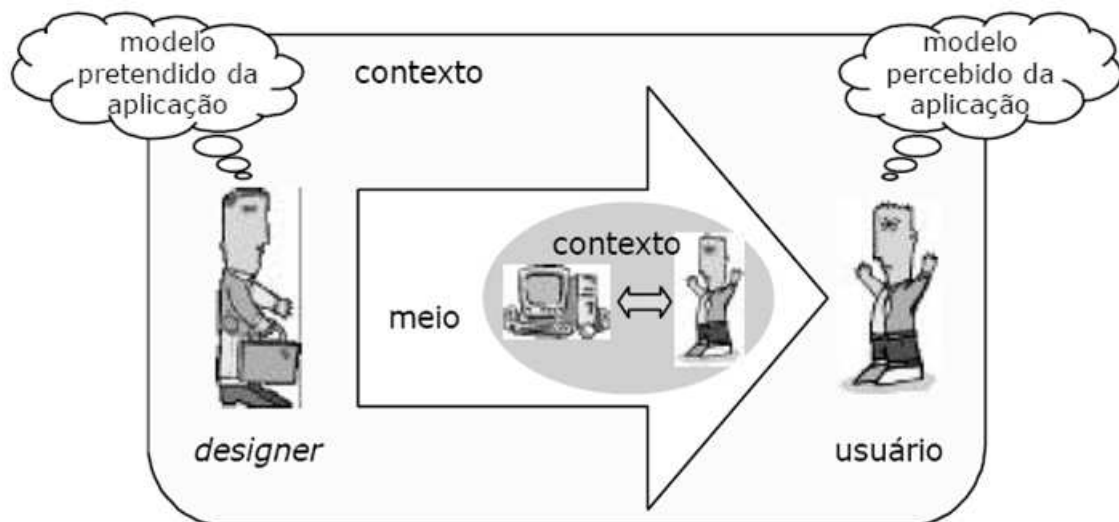 modelo
pretendido da
aplicação
contexto
modelo
percebido da
aplicação
contexto
meio
designer
usuário